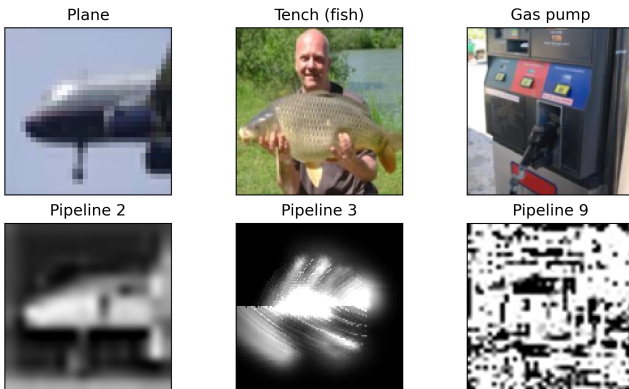 Plane
Tench (fish)
Gas pump
Pipeline 2
Pipeline 3
Pipeline 9